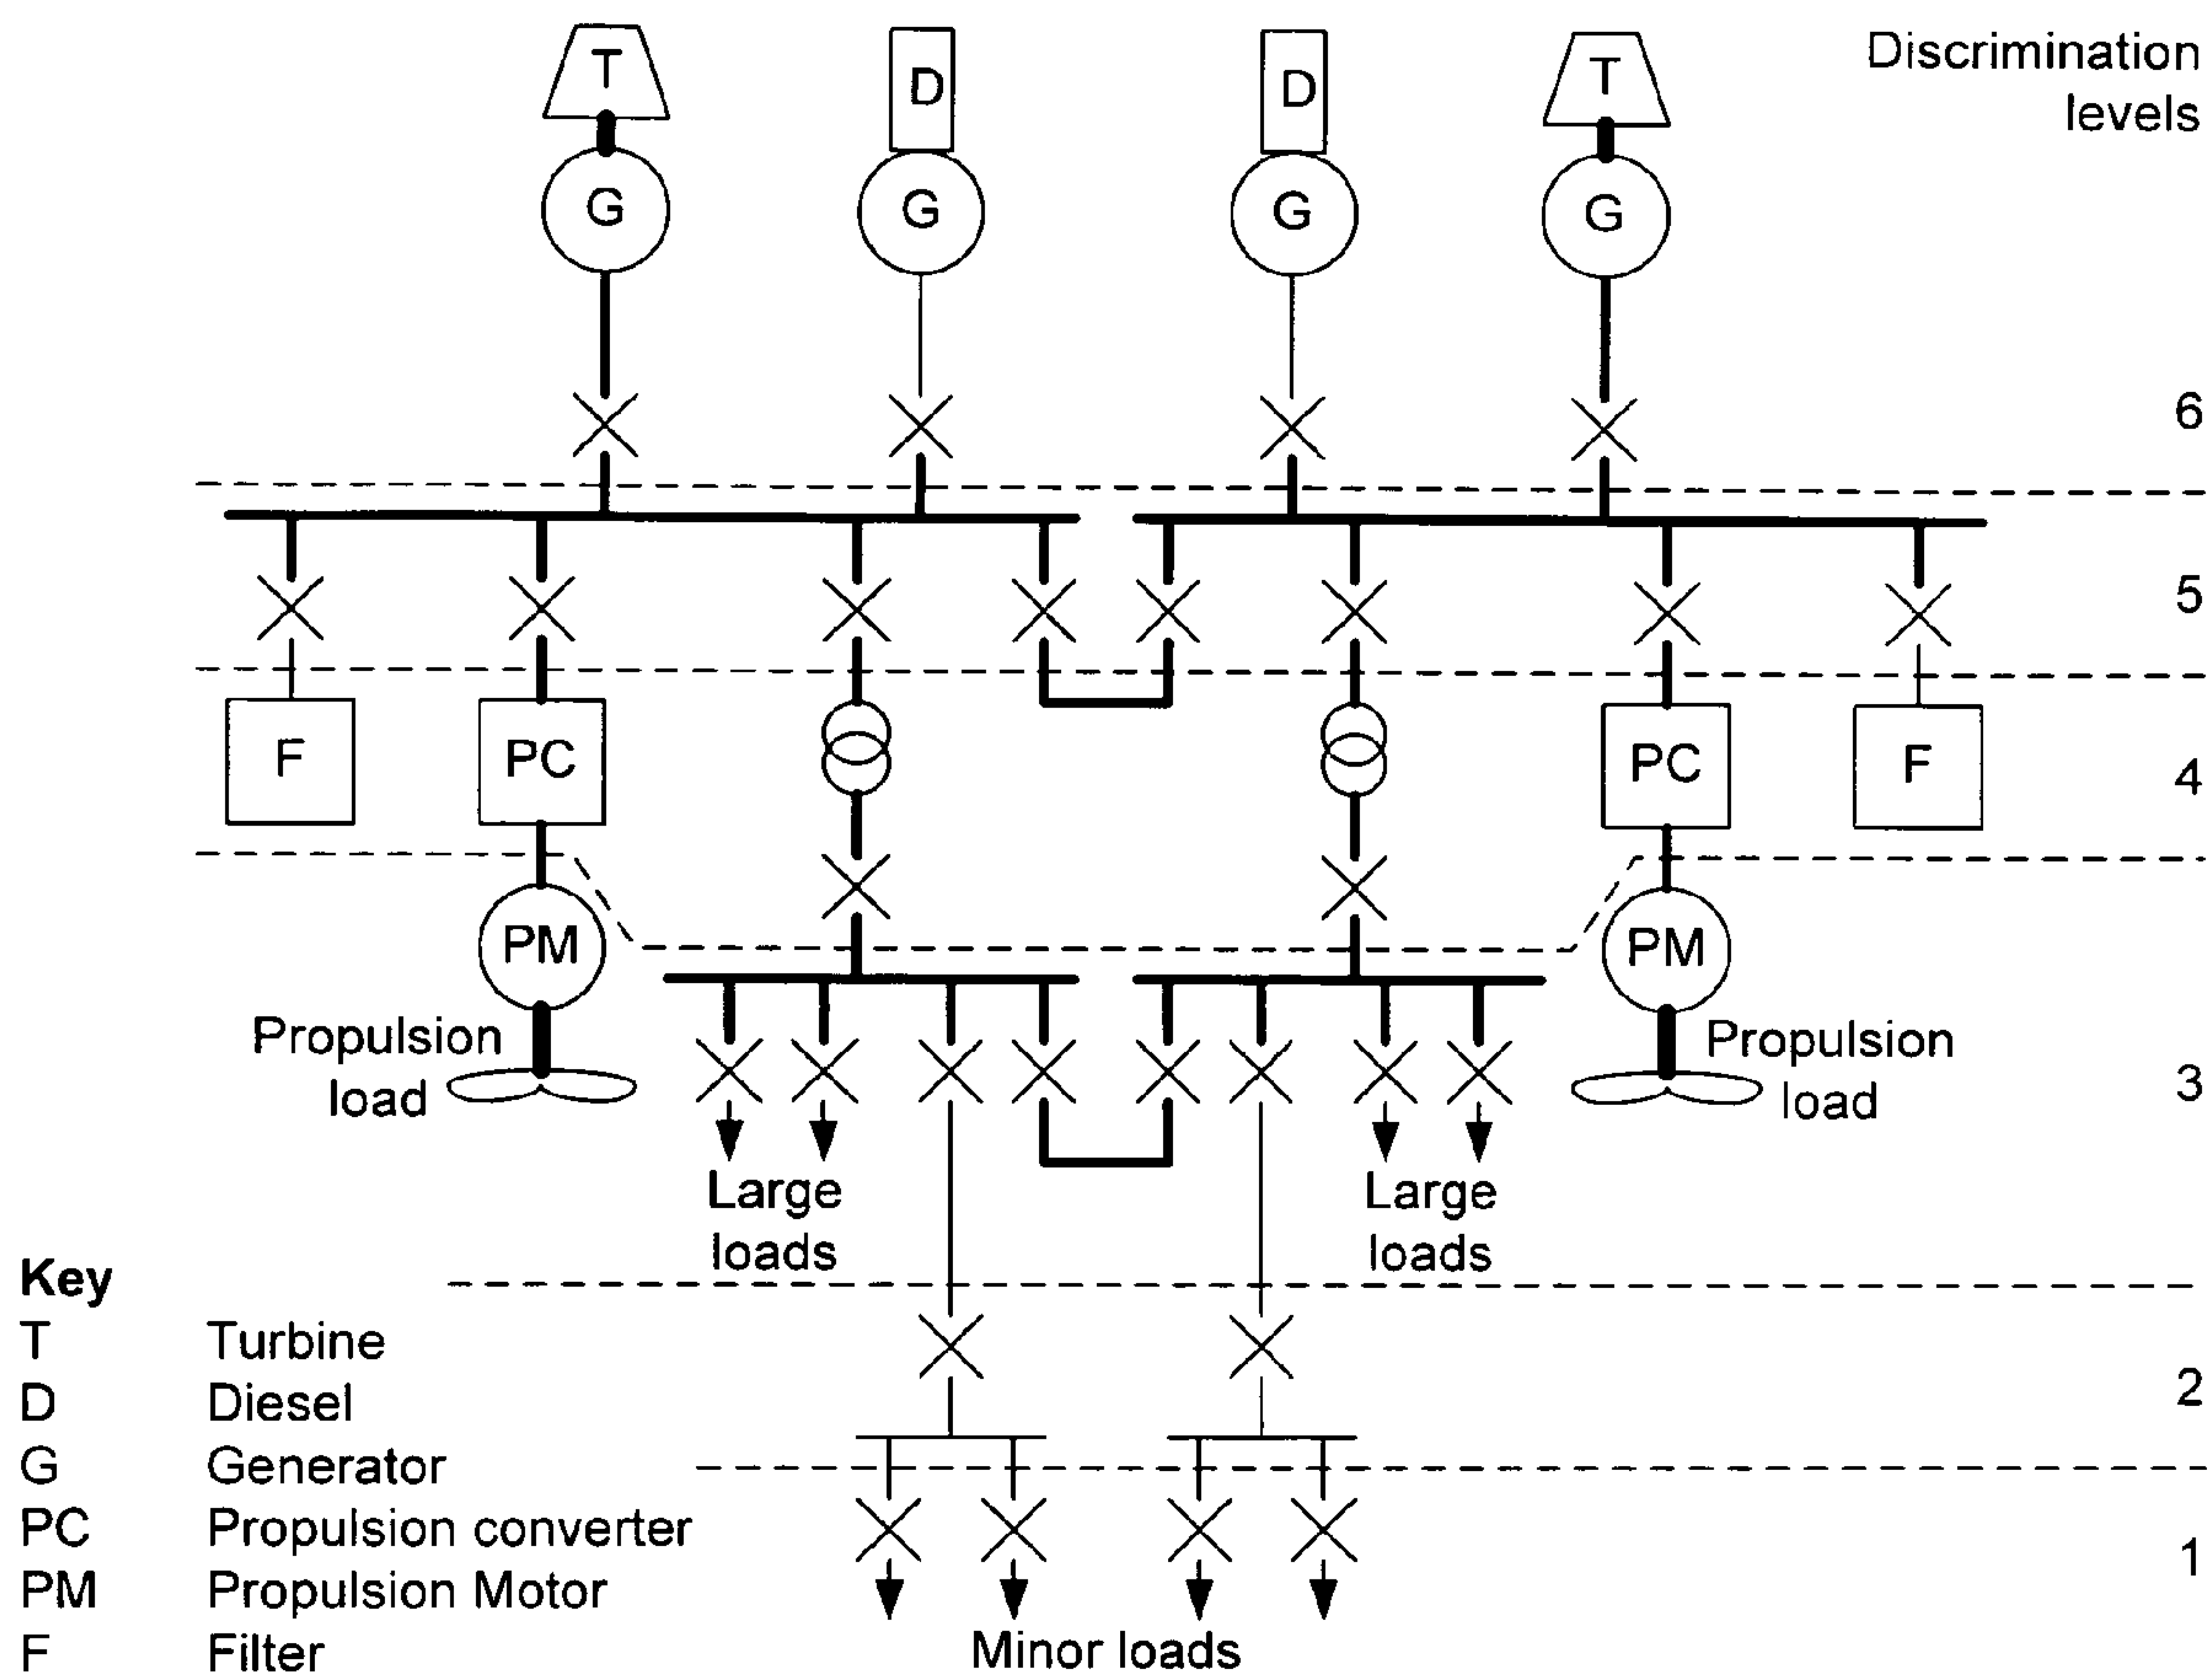 T
D
D
T
Discrimination
levels
G
G
G
G
6
5
F
PC
PC
F
4
PM
PM
Propulsion
load
Propulsion
load
3
Large
loads
Large
loads
Key
T Turbine
D Diesel
2
G Generator
PC Propulsion converter
1
PM Propulsion Motor
F Filter
Minor loads